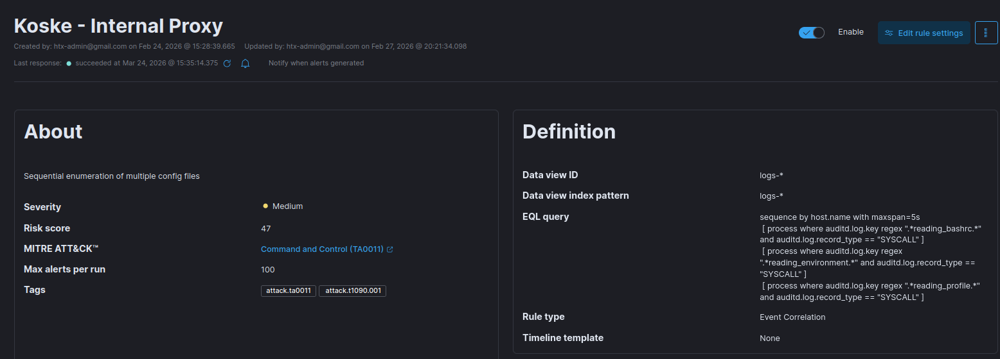 Koske - Internal Proxy
Enable
Edit rule settings
Created by: htx-admin@gmail.com on Feb 24, 2026 @ 15:28:39.665 Updated by: htx-admin@gmail.com on Feb 27, 2026 @ 20:21:34.098
Last response: succeeded at Mar 24, 2026 @ 15:35:14.375 Notify when alerts generated
About
Sequential enumeration of multiple config files
Severity Medium
Risk score 47
MITRE ATT&CK™ Command and Control (TA0011)
Max alerts per run 100
Tags attack.ta0011 attack.t1090.001
Definition
Data view ID logs-*
Data view index pattern logs-*
EQL query sequence by host.name with maxspan=5s
[ process where auditd.log.key regex ".*reading_bashrc.*"
and auditd.log.record_type == "SYSCALL" ]
[ process where auditd.log.key regex
".*reading_environment.*" and auditd.log.record_type ==
"SYSCALL" ]
[ process where auditd.log.key regex ".*reading_profile.*"
and auditd.log.record_type == "SYSCALL" ]
Rule type Event Correlation
Timeline template None